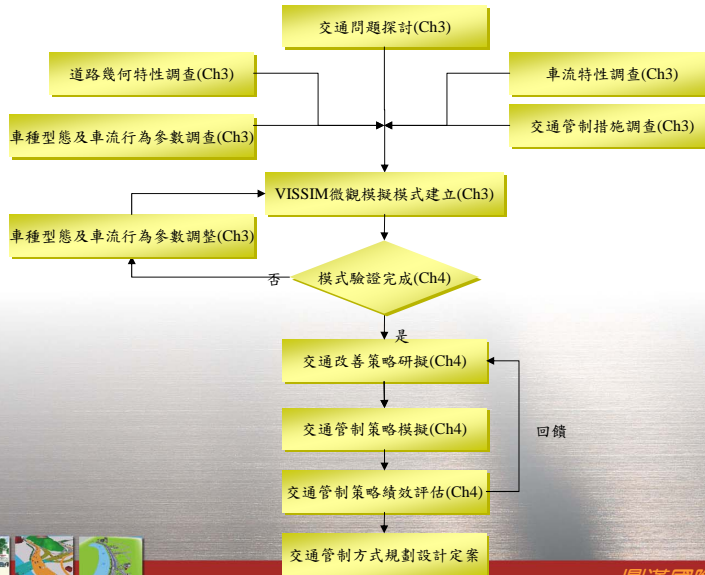 交通問題探討(Ch3)
道路幾何特性調查(Ch3)
車流特性調查(Ch3)
車種型態及車流行為參數調查(Ch3)
交通管制措施調查(Ch3)
VISSIM微觀模擬模式建立(Ch3)
車種型態及車流行為參數調整(Ch3)
模式驗證完成(Ch4)
否
是
交通改善策略研擬(Ch4)
交通管制策略模擬(Ch4)
回饋
交通管制策略績效評估(Ch4)
交通管制方式規劃設計定案